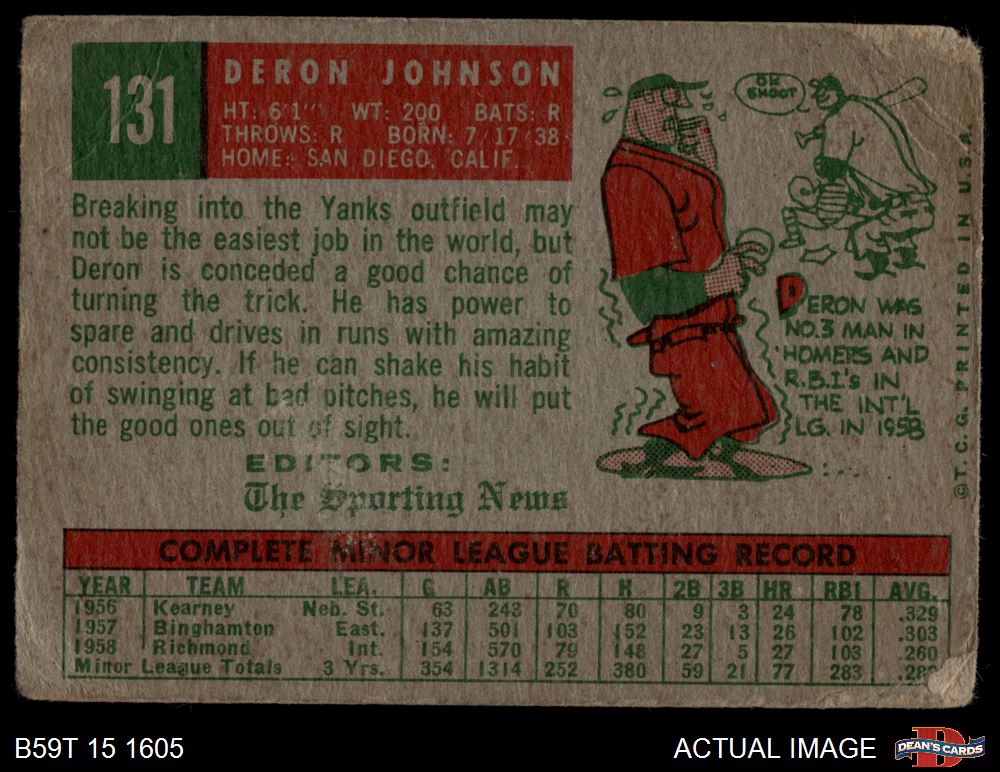 131
DERON JOHNSON
HT: 6'1" WT: 200 BATS: R
THROWS: R BORN: 7/17/38
HOME: SAN DIEGO, CALIF.
Breaking into the Yanks outfield may
not be the easiest job in the world, but
Deron is conceded a good chance of
turning the trick. He has power to
spare and drives in runs with amazing
consistency. If he can shake his habit
of swinging at bad pitches, he will put
the good ones out of sight.
EDITORS:
The Sporting News
OK
SHOOT
DERON WAS
NO.3 MAN IN
HOMERS AND
R.B.I.'s IN
THE INT'L
LG. IN 1958
©T.C.G. PRINTED IN U.S.A.
COMPLETE MINOR LEAGUE BATTING RECORD
YEAR TEAM LEA. G AB R H 2B 3B HR RBI AVG.
1956 Kearney Neb. St. 63 243 70 80 9 3 24 78 .329
1957 Binghamton East. 137 501 103 152 23 13 26 102 .303
1958 Richmond Int. 154 570 79 148 27 5 27 103 .260
Minor League Totals 3 Yrs. 354 1314 252 380 59 21 77 283
B59T 15 1605
ACTUAL IMAGE
DEAN'S CARDS